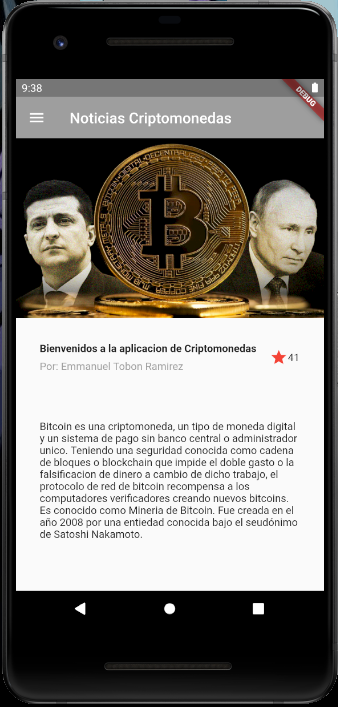 9:38
DEBUG
Noticias Criptomonedas
Bienvenidos a la aplicacion de Criptomonedas
Por: Emmanuel Tobon Ramirez
41
Bitcoin es una criptomoneda, un tipo de moneda digital
y un sistema de pago sin banco central o administrador
unico. Teniendo una seguridad conocida como cadena
de bloques o blockchain que impide el doble gasto o la
falsificacion de dinero a cambio de dicho trabajo, el
protocolo de red de bitcoin recompensa a los
computadores verificadores creando nuevos bitcoins.
Es conocido como Mineria de Bitcoin. Fue creada en el
año 2008 por una entiedad conocida bajo el seudónimo
de Satoshi Nakamoto.